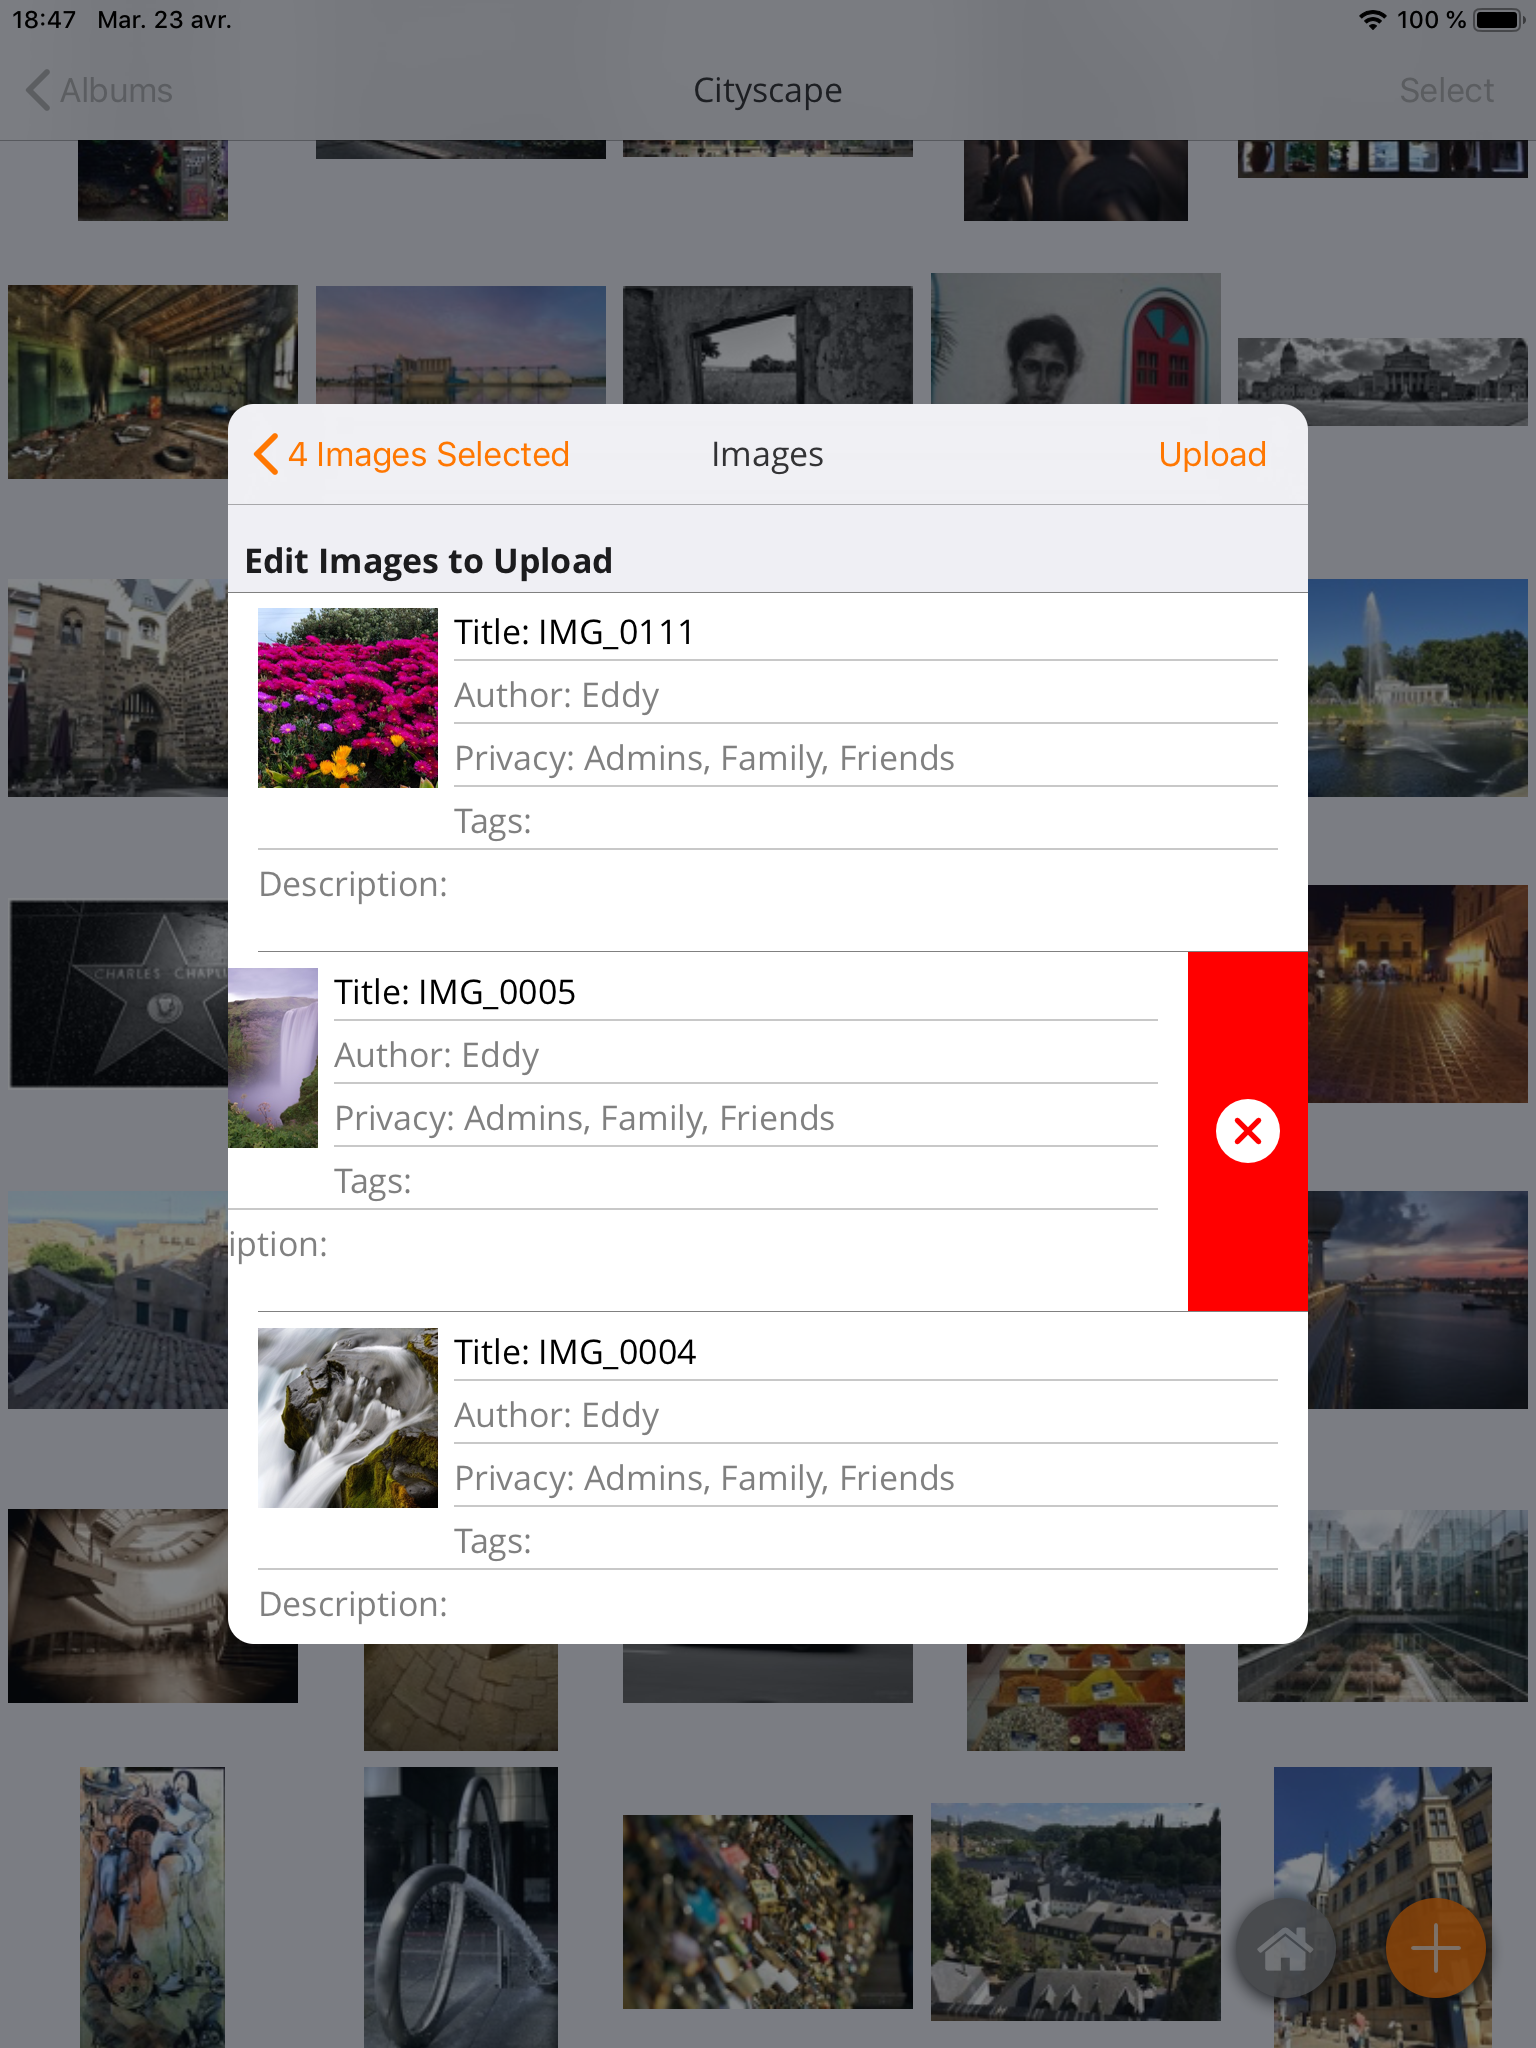 18:47 Mar. 23 avr. 100 %
Albums Cityscape Select
4 Images Selected Images Upload
Edit Images to Upload
Title: IMG_0111
Author: Eddy
Privacy: Admins, Family, Friends
Tags:
Description:
CHARLES CHAPL
Title: IMG_0005
Author: Eddy
Privacy: Admins, Family, Friends
Tags:
iption:
Title: IMG_0004
Author: Eddy
Privacy: Admins, Family, Friends
Tags:
Description: